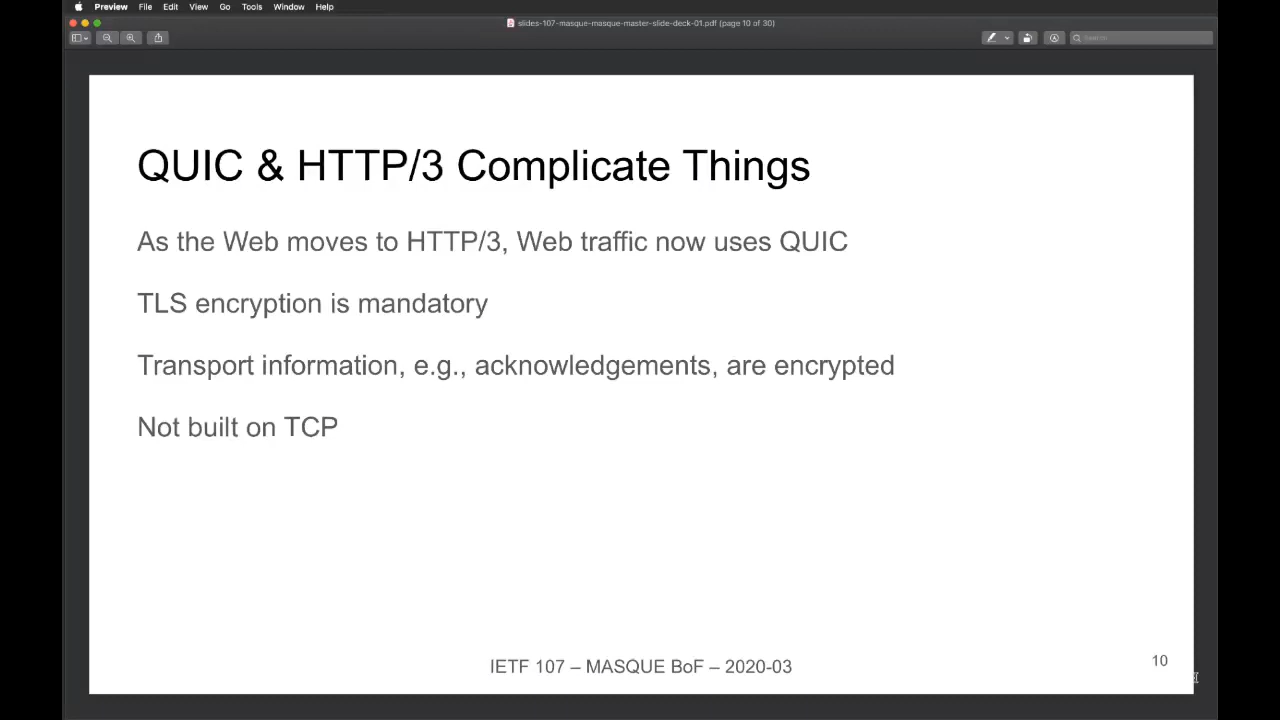 Preview File Edit View Go Tools Window Help
slides-107-masque-masque-master-slide-deck-01.pdf (page 10 of 30)
Search
QUIC & HTTP/3 Complicate Things
As the Web moves to HTTP/3, Web traffic now uses QUIC
TLS encryption is mandatory
Transport information, e.g., acknowledgements, are encrypted
Not built on TCP
IETF 107 – MASQUE BoF – 2020-03
10